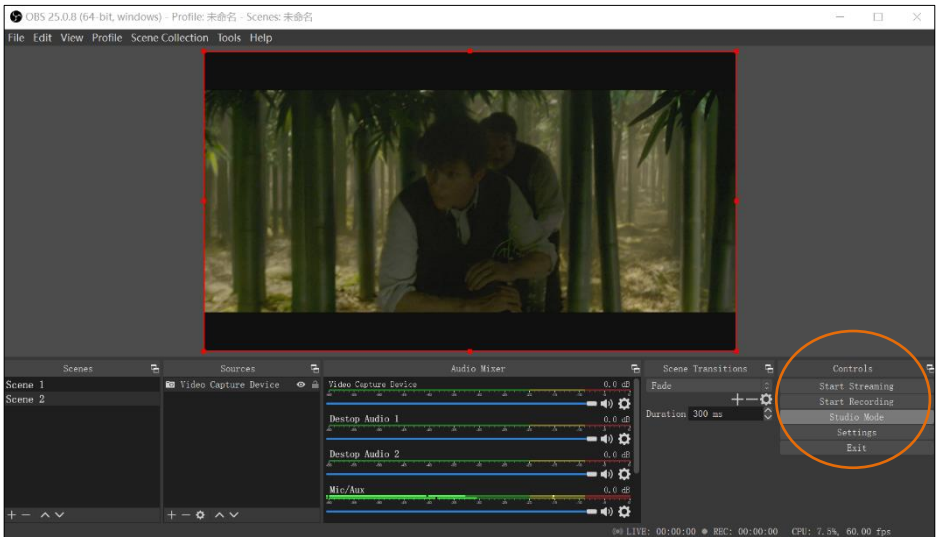 OBS 25.0.8 (64-bit, windows) - Profile: 未命名 - Scenes: 未命名
File Edit View Profile Scene Collection Tools Help
Scenes
Scene 1
Scene 2
Sources
Video Capture Device
Audio Mixer
Video Capture Device 0.0 dB
Destop Audio 1 0.0 dB
Destop Audio 2 0.0 dB
Mic/Aux 0.0 dB
Scene Transitions
Fade
Duration 300 ms
Controls
Start Streaming
Start Recording
Studio Mode
Settings
Exit
LIVE: 00:00:00 REC: 00:00:00 CPU: 7.5%, 60.00 fps